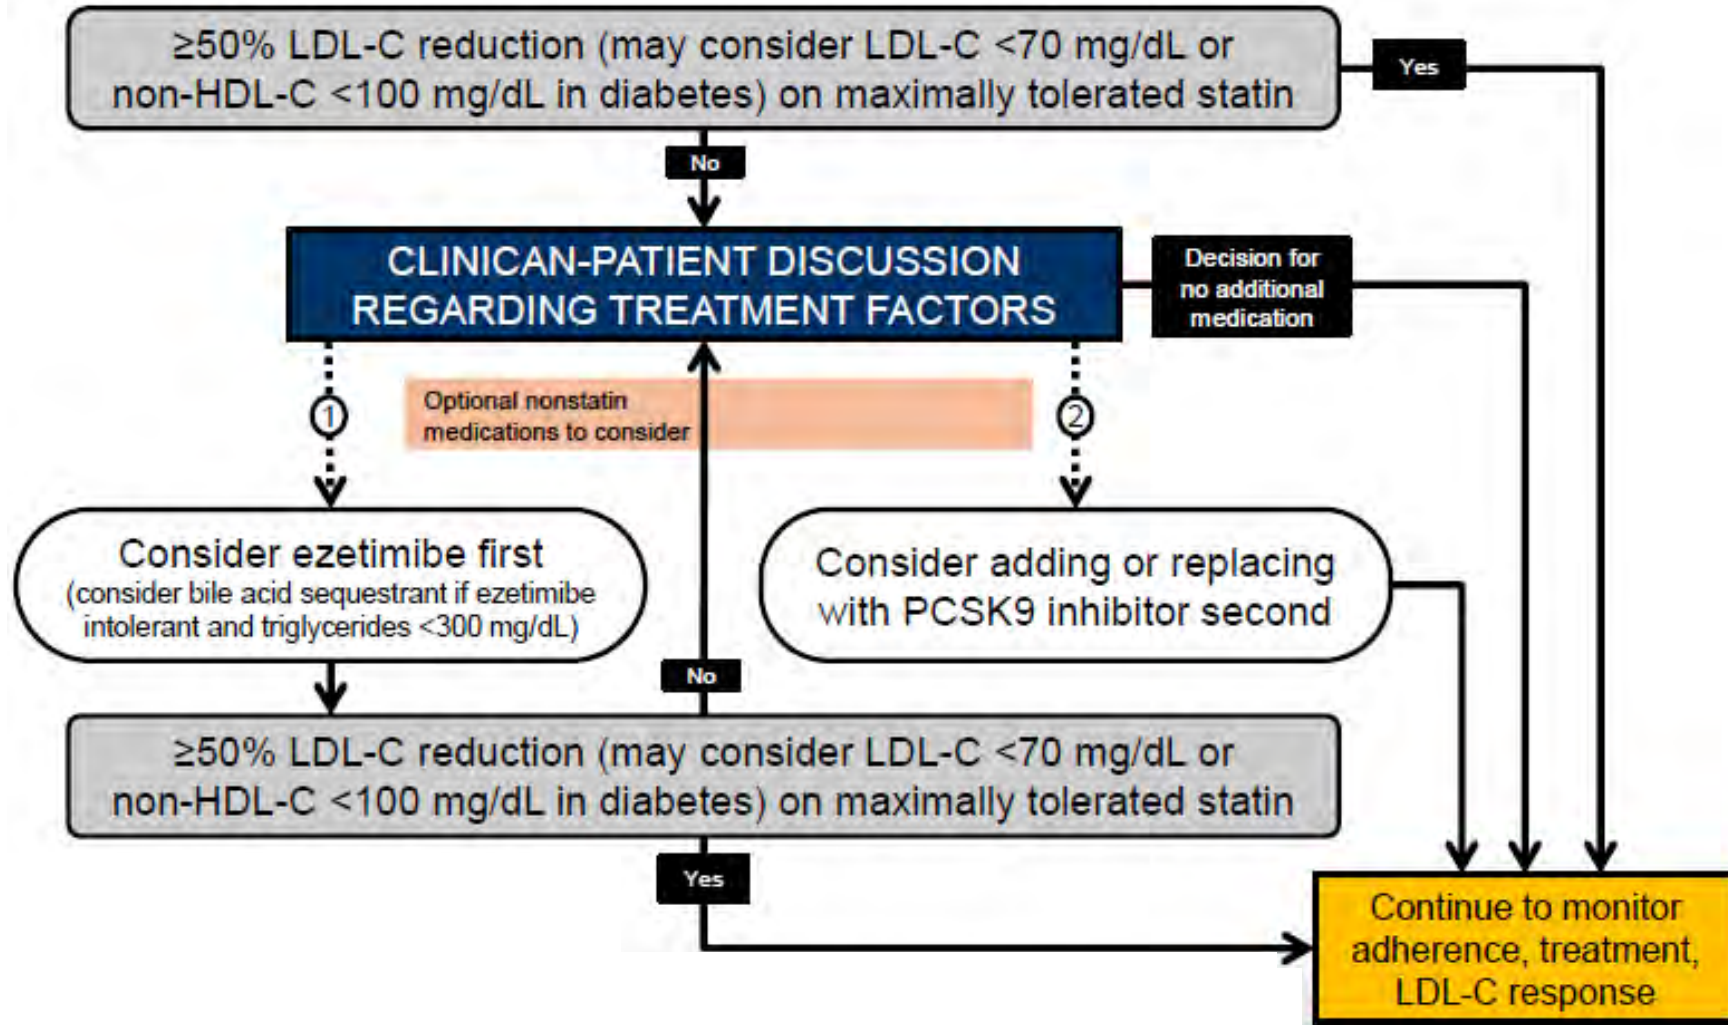 ≥50% LDL-C reduction (may consider LDL-C <70 mg/dL or
non-HDL-C <100 mg/dL in diabetes) on maximally tolerated statin
Yes
No
CLINICAN-PATIENT DISCUSSION
REGARDING TREATMENT FACTORS
Decision for
no additional
medication
1
Optional nonstatin
medications to consider
2
Consider ezetimibe first
(consider bile acid sequestrant if ezetimibe
intolerant and triglycerides <300 mg/dL)
Consider adding or replacing
with PCSK9 inhibitor second
No
≥50% LDL-C reduction (may consider LDL-C <70 mg/dL or
non-HDL-C <100 mg/dL in diabetes) on maximally tolerated statin
Yes
Continue to monitor
adherence, treatment,
LDL-C response